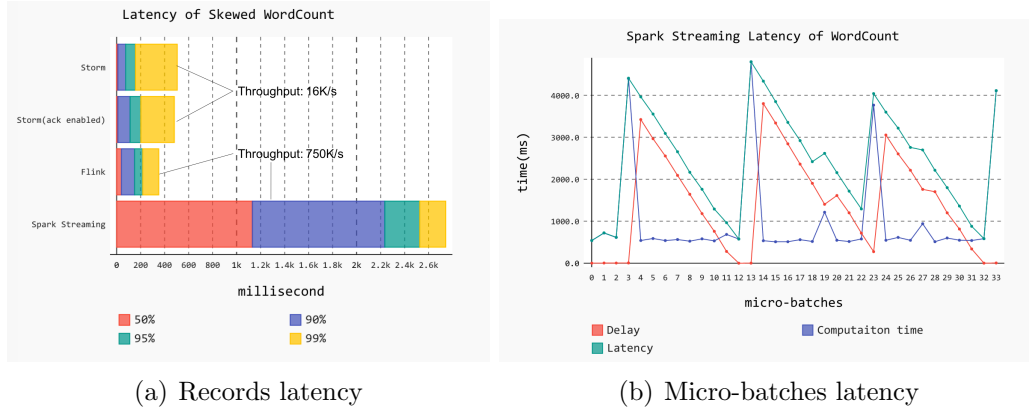 Latency of Skewed WordCount
Storm
Storm(ack enabled)
Flink
Spark Streaming
Throughput: 16K/s
Throughput: 750K/s
0 200 400 600 800 1k 1.2k 1.4k 1.6k 1.8k 2k 2.2k 2.4k 2.6k
millisecond
50% 90%
95% 99%
(a) Records latency
Spark Streaming Latency of WordCount
time(ms)
4000.0
3000.0
2000.0
1000.0
0.0
0 1 2 3 4 5 6 7 8 9 10 11 12 13 14 15 16 17 18 19 20 21 22 23 24 25 26 27 28 29 30 31 32 33
micro-batches
Delay Computaiton time
Latency
(b) Micro-batches latency